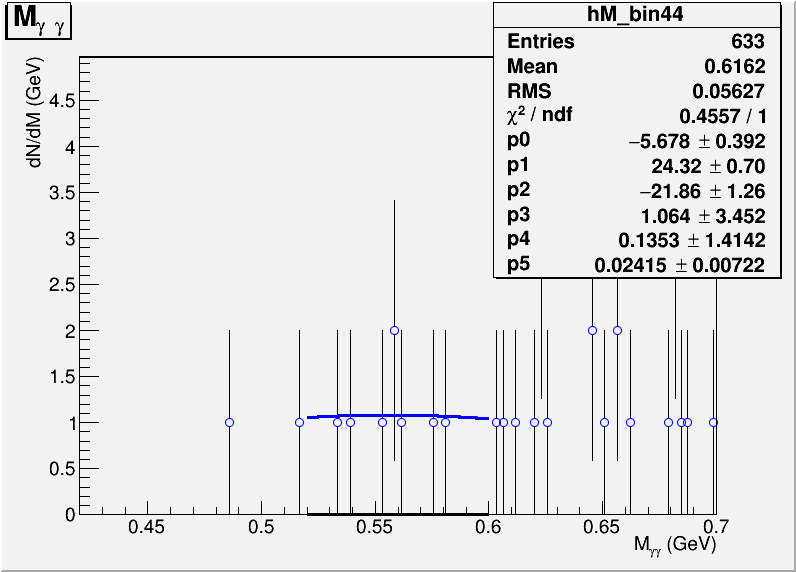 M γ γ
hM_bin44
Entries 633
Mean 0.6162
RMS 0.05627
χ² / ndf 0.4557 / 1
p0 −5.678 ± 0.392
p1 24.32 ± 0.70
p2 −21.86 ± 1.26
p3 1.064 ± 3.452
p4 0.1353 ± 1.4142
p5 0.02415 ± 0.00722
dN/dM (GeV)
4.5
4
3.5
3
2.5
2
1.5
1
0.5
0
0.45 0.5 0.55 0.6 0.65 0.7
Mγγ (GeV)